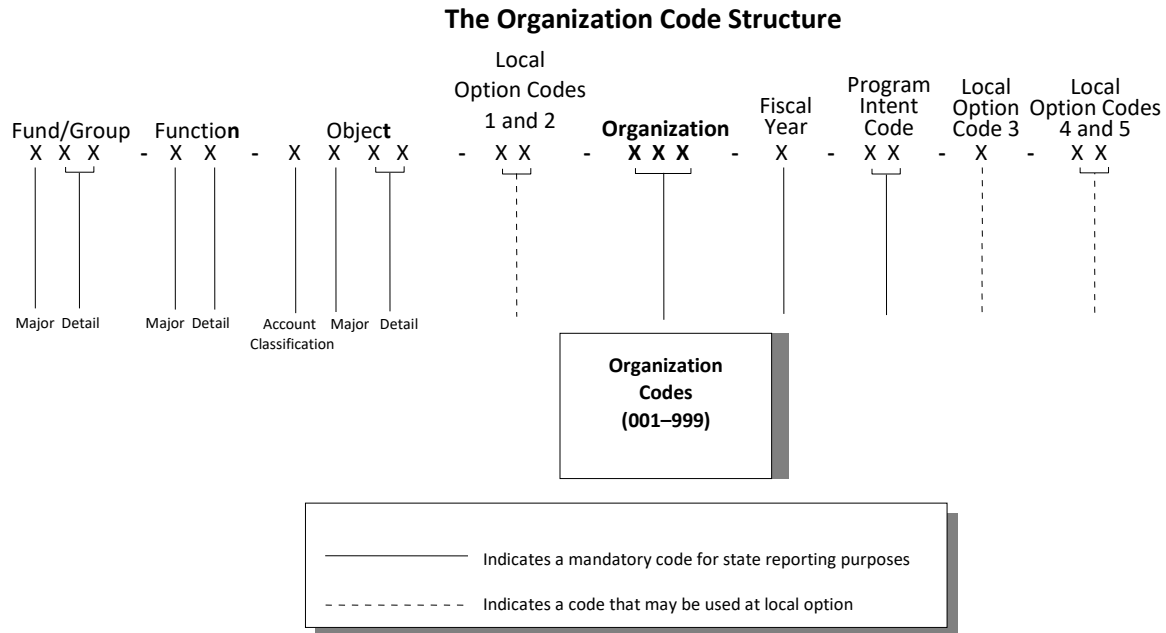 The Organization Code Structure
Local
Option Codes
1 and 2
Fund/Group
Function
Object
Organization
Fiscal
Year
Program
Intent
Code
Local
Option
Code 3
Local
Option Codes
4 and 5
X X X - X X - X X X X - X X - X X X - X - X X - X - X X
Major Detail
Major Detail
Account
Classification
Major Detail
Organization
Codes
(001–999)
Indicates a mandatory code for state reporting purposes
Indicates a code that may be used at local option